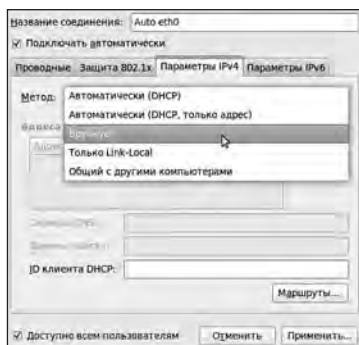 Название соединения: Auto eth0
Подключать автоматически
Проводные Защита 802.1x Параметры IPv4 Параметры IPv6
Метод: Автоматически (DHCP)
Автоматически (DHCP, только адрес)
Адреса
Вручную
Только Link-Local
Общий с другими компьютерами
ID клиента DHCP:
Маршруты...
Доступно всем пользователям Отменить Применить...